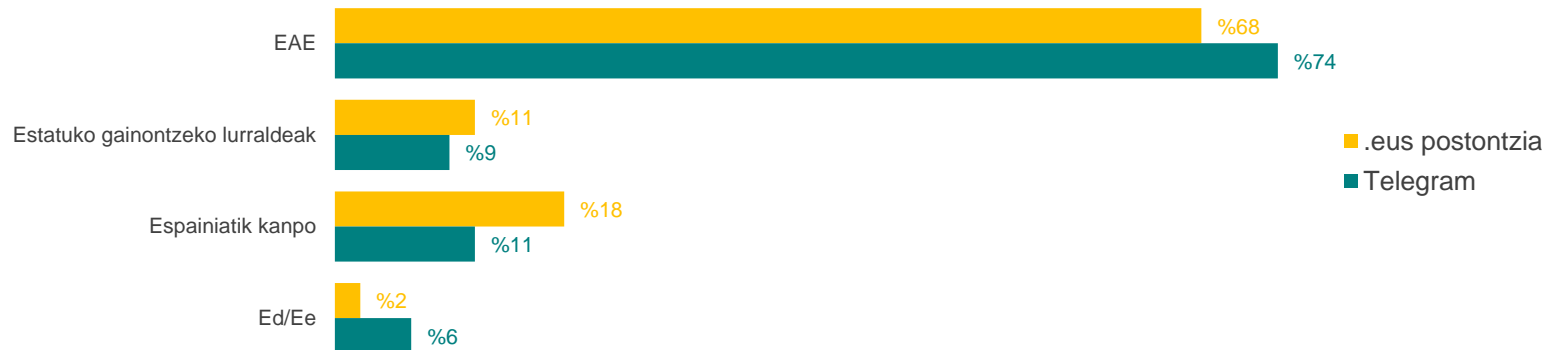 EAE
%68
%74
Estatuko gainontzeko lurraldeak
%11
%9
Espainiatik kanpo
%18
%11
Ed/Ee
%2
%6
.eus postontzia
Telegram